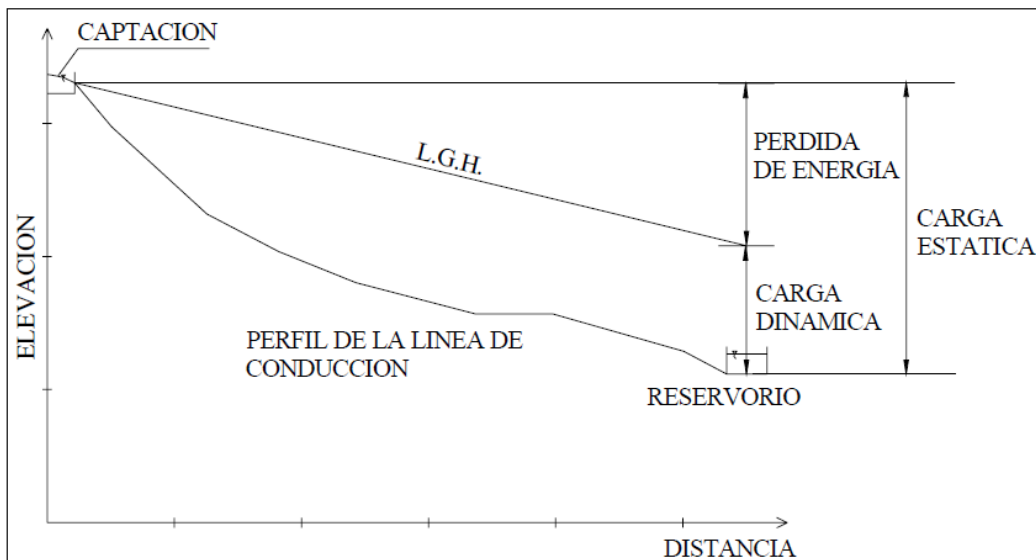 CAPTACION
L.G.H.
PERDIDA
DE ENERGIA
CARGA
ESTATICA
CARGA
DINAMICA
ELEVACION
PERFIL DE LA LINEA DE
CONDUCCION
RESERVORIO
DISTANCIA